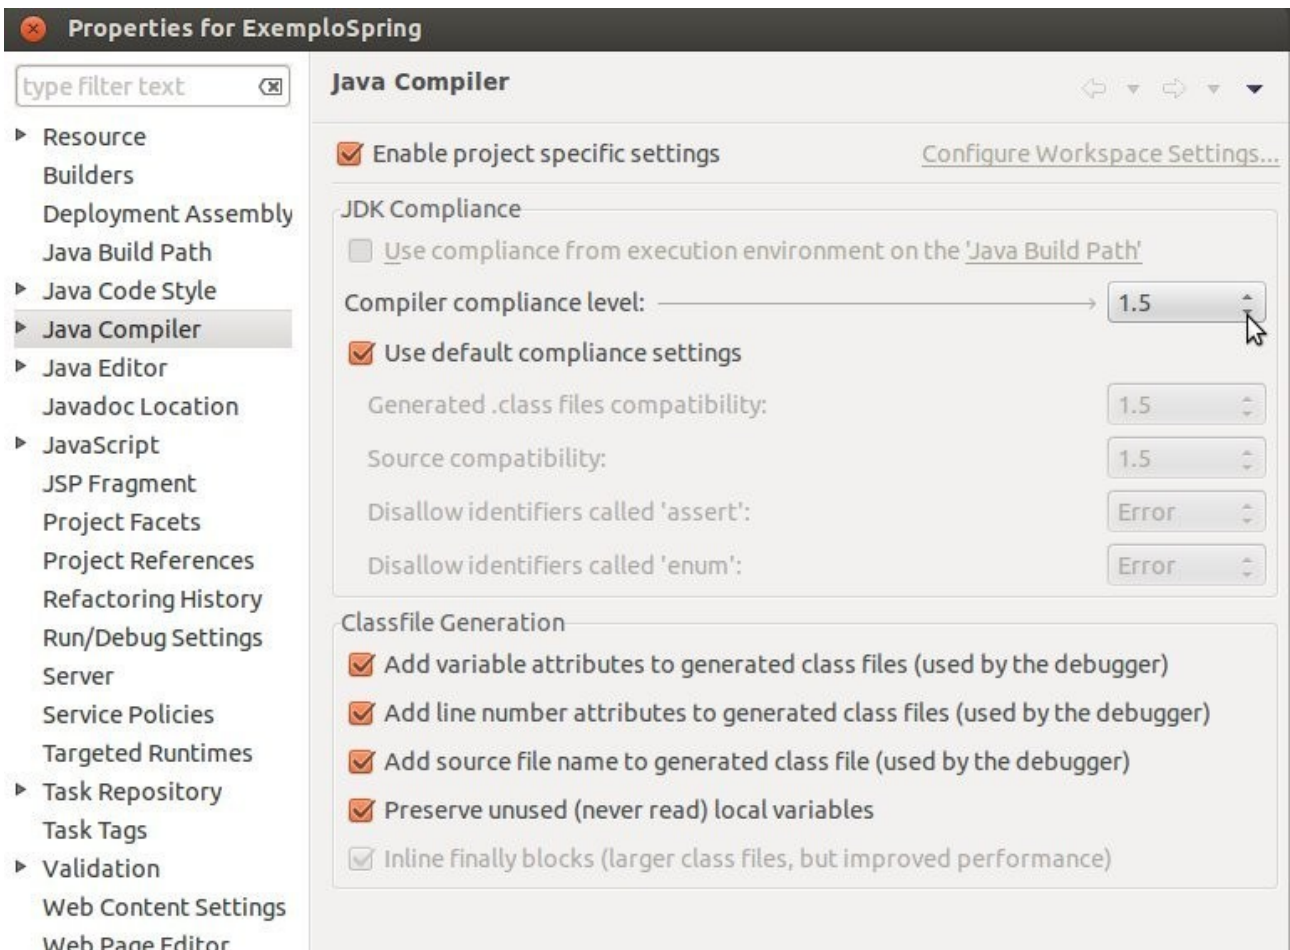 Properties for ExemploSpring
type filter text
Resource
Builders
Deployment Assembly
Java Build Path
Java Code Style
Java Compiler
Java Editor
Javadoc Location
JavaScript
JSP Fragment
Project Facets
Project References
Refactoring History
Run/Debug Settings
Server
Service Policies
Targeted Runtimes
Task Repository
Task Tags
Validation
Web Content Settings
Web Page Editor
Java Compiler
Enable project specific settings
Configure Workspace Settings...
JDK Compliance
Use compliance from execution environment on the 'Java Build Path'
Compiler compliance level: 1.5
Use default compliance settings
Generated .class files compatibility: 1.5
Source compatibility: 1.5
Disallow identifiers called 'assert': Error
Disallow identifiers called 'enum': Error
Classfile Generation
Add variable attributes to generated class files (used by the debugger)
Add line number attributes to generated class files (used by the debugger)
Add source file name to generated class file (used by the debugger)
Preserve unused (never read) local variables
Inline finally blocks (larger class files, but improved performance)